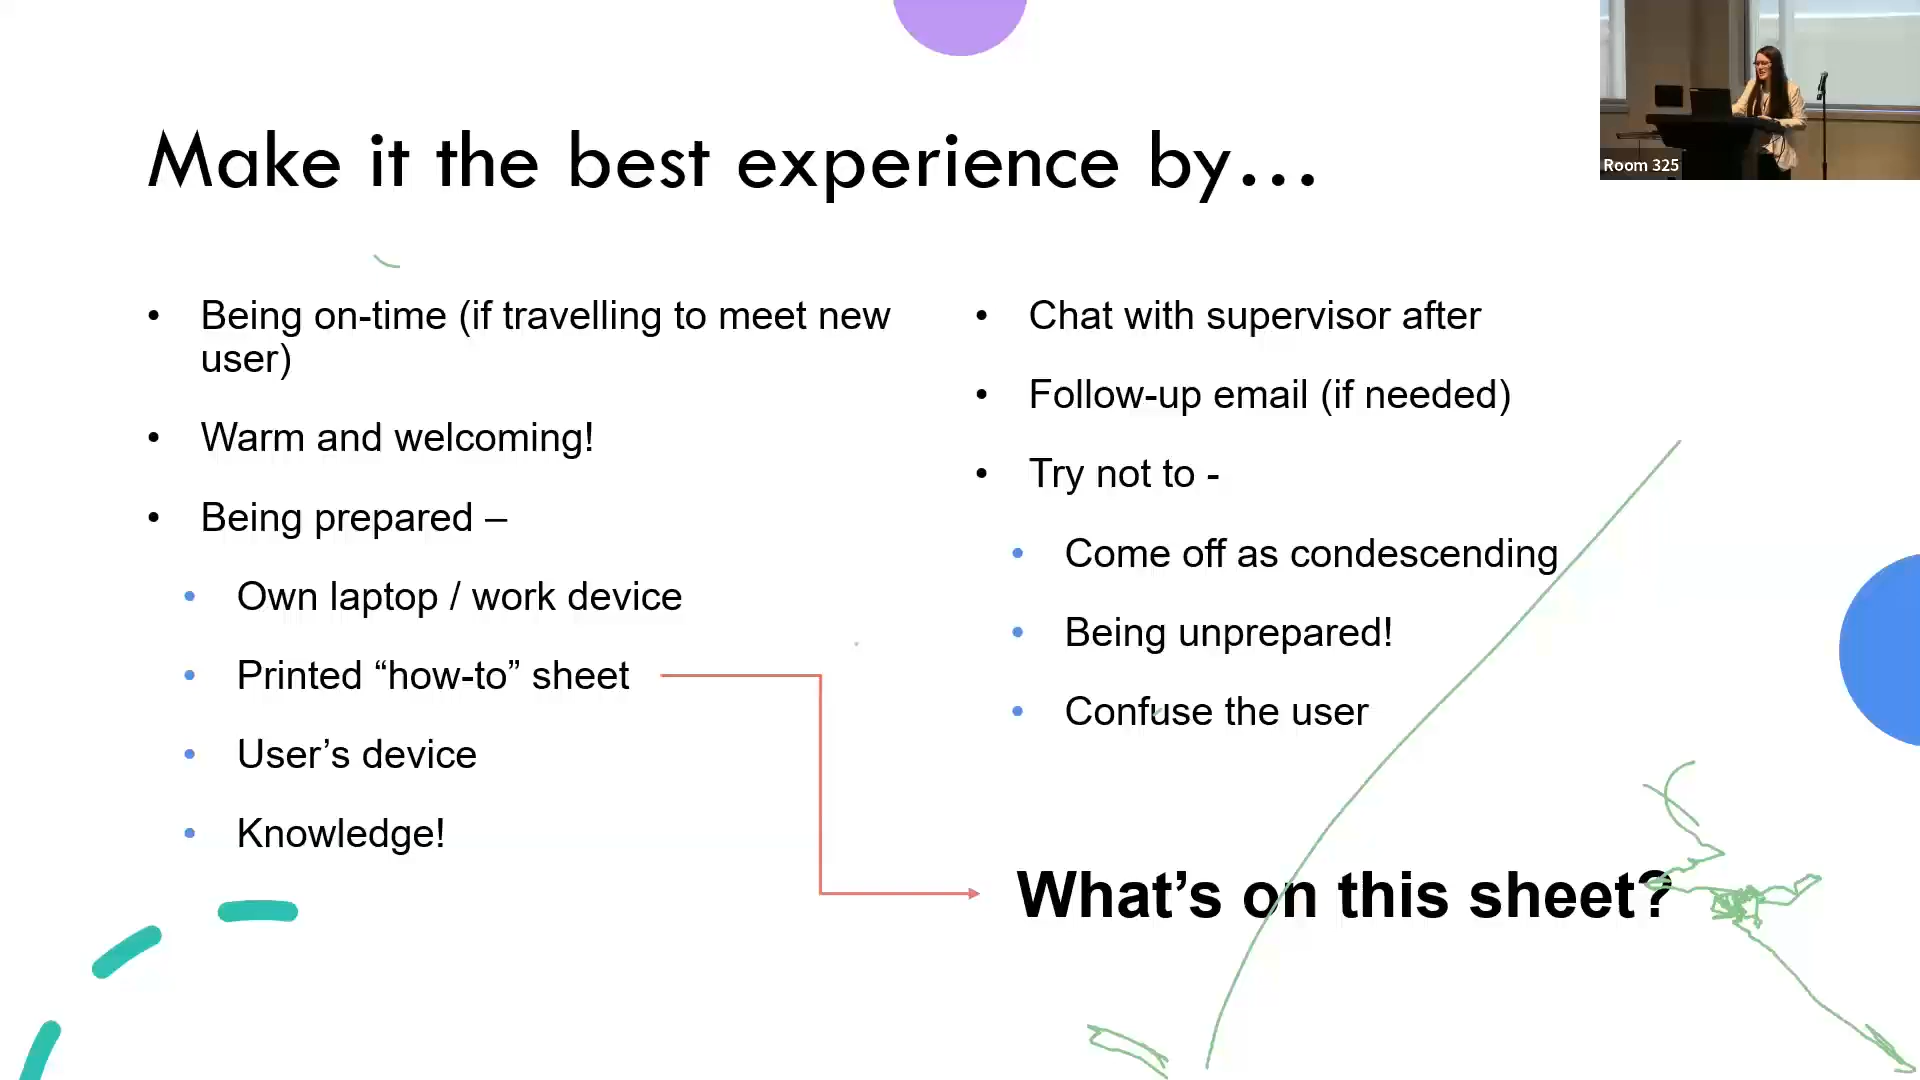 Make it the best experience by…
Being on-time (if travelling to meet new
user)
Warm and welcoming!
Being prepared –
Own laptop / work device
Printed “how-to” sheet
User’s device
Knowledge!
Chat with supervisor after
Follow-up email (if needed)
Try not to -
Come off as condescending
Being unprepared!
Confuse the user
What’s on this sheet?
Room 325